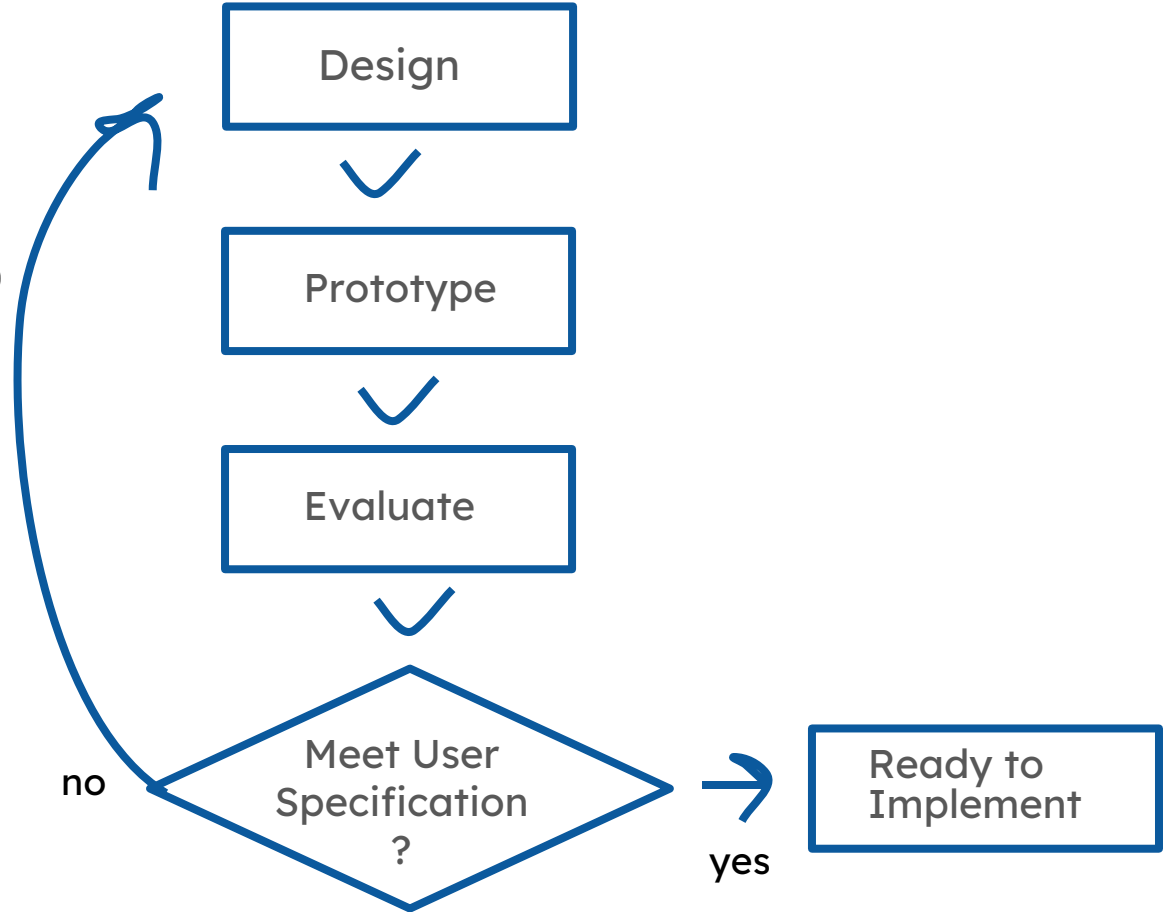 Design
Prototype
Evaluate
Meet User
Specification
?
no
yes
Ready to
Implement